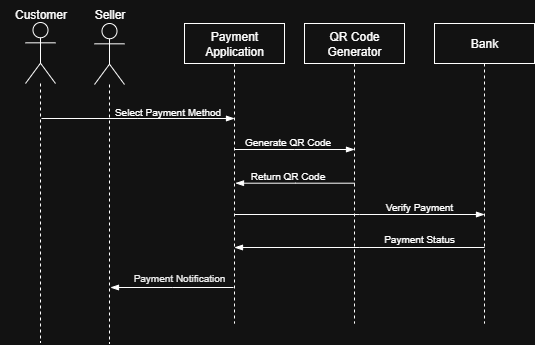 Customer
Seller
Payment
Application
QR Code
Generator
Bank
Select Payment Method
Generate QR Code
Return QR Code
Verify Payment
Payment Status
Payment Notification